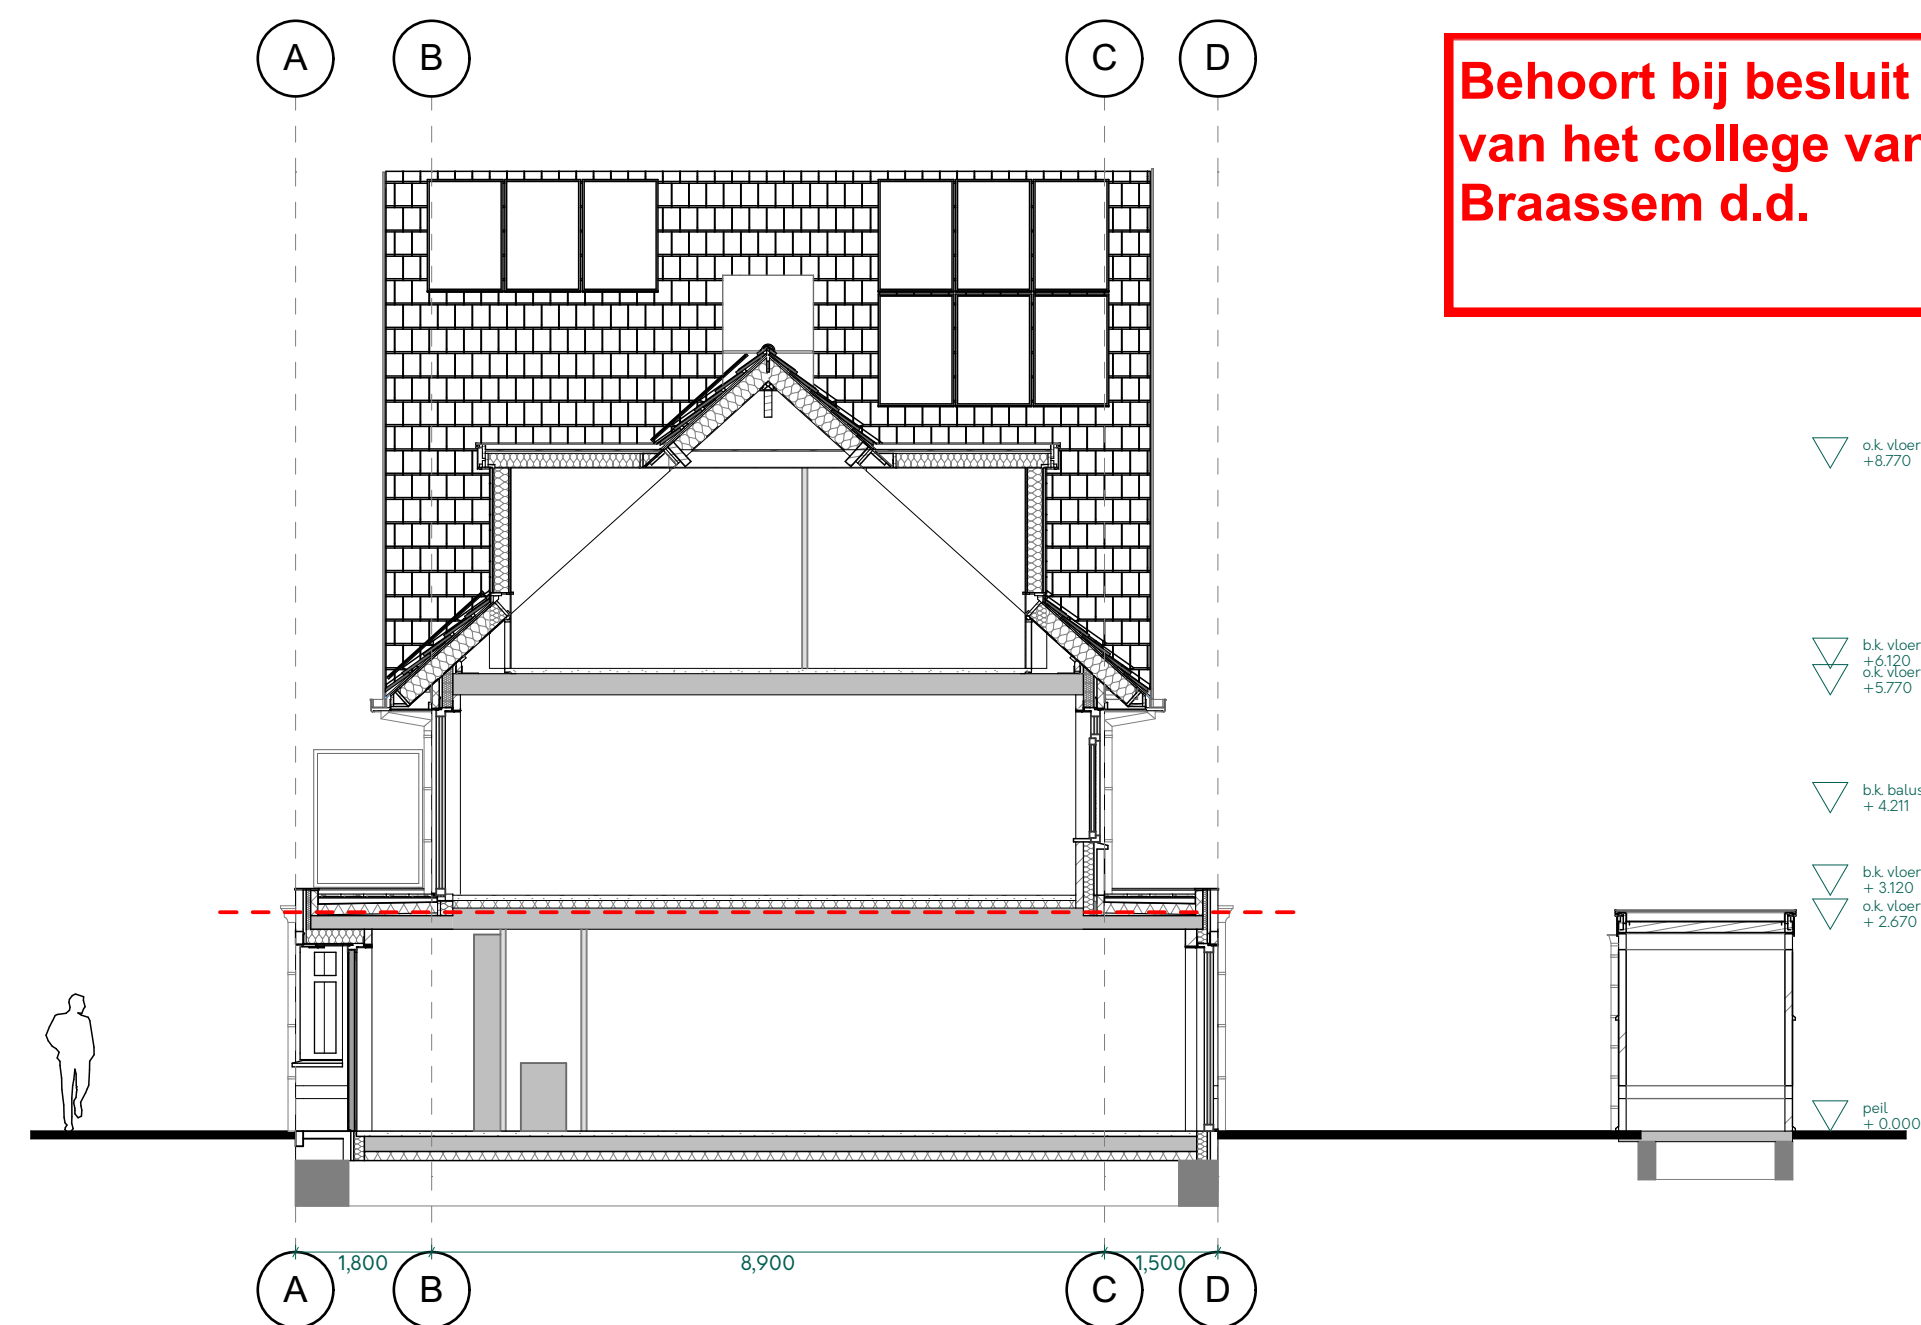 A B C D
Behoort bij besluit
van het college van
Braassem d.d.
o.k. vloer
+8.770
b.k. vloer
+6.120
o.k. vloer
+5.770
b.k. balus
+ 4.211
b.k. vloer
+ 3.120
o.k. vloer
+ 2.670
peil
+ 0.000
1,800 8,900 1,500
A B C D